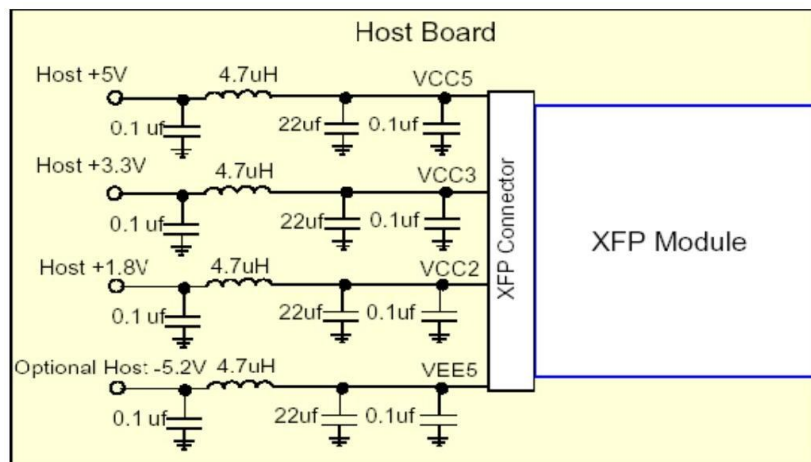 Host Board
Host +5V
4.7uH
VCC5
0.1 uf
22uf
0.1uf
Host +3.3V
4.7uH
VCC3
0.1 uf
22uf
0.1uf
Host +1.8V
4.7uH
VCC2
0.1 uf
22uf
0.1uf
Optional Host -5.2V
4.7uH
VEE5
0.1 uf
22uf
0.1uf
XFP Connector
XFP Module